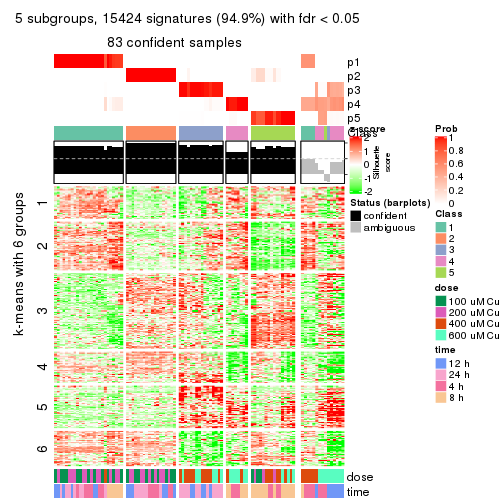 5 subgroups, 15424 signatures (94.9%) with fdr < 0.05
83 confident samples
p1
p2
p3
p4
p5
Class
k-means with 6 groups
1
2
3
4
5
6
dose
time
z-score
2
1
0
-1
-2
Silhouette
score
Status (barplots)
confident
ambiguous
Prob
1
0.8
0.6
0.4
0.2
0
Class
1
2
3
4
5
dose
100 uM Cu
200 uM Cu
400 uM Cu
600 uM Cu
time
12 h
24 h
4 h
8 h